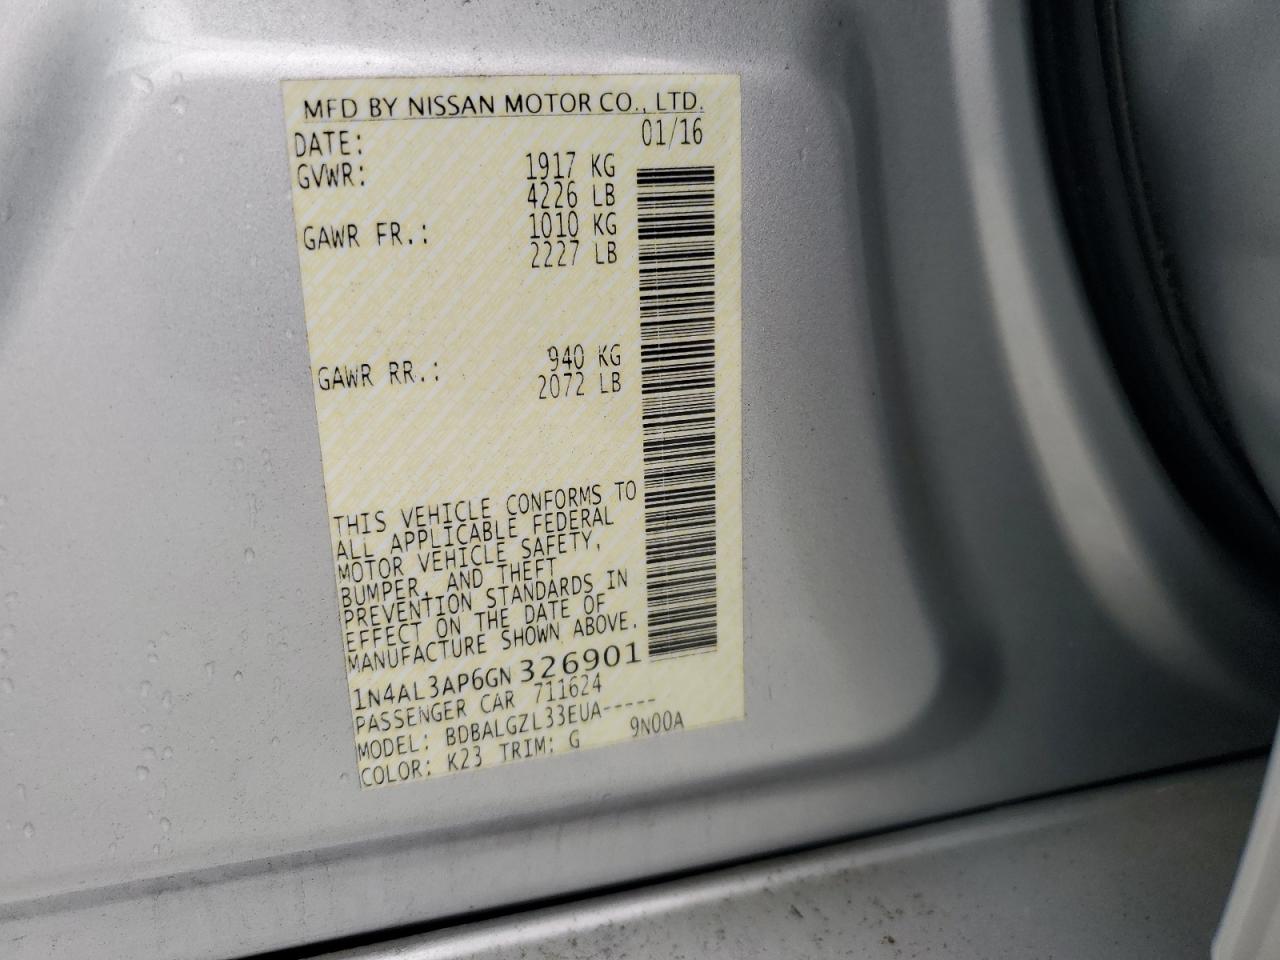 MFD BY NISSAN MOTOR CO., LTD.
DATE: 01/16
GVWR: 1917 KG
4226 LB
GAWR FR.: 1010 KG
2227 LB
GAWR RR.: 940 KG
2072 LB
THIS VEHICLE CONFORMS TO
ALL APPLICABLE FEDERAL
MOTOR VEHICLE SAFETY,
BUMPER, AND THEFT
PREVENTION STANDARDS IN
EFFECT ON THE DATE OF
MANUFACTURE SHOWN ABOVE.
1N4AL3AP6GN 326901
PASSENGER CAR 711624
MODEL: BDBALGZL33EUA-----
COLOR: K23 TRIM: G 9N00A